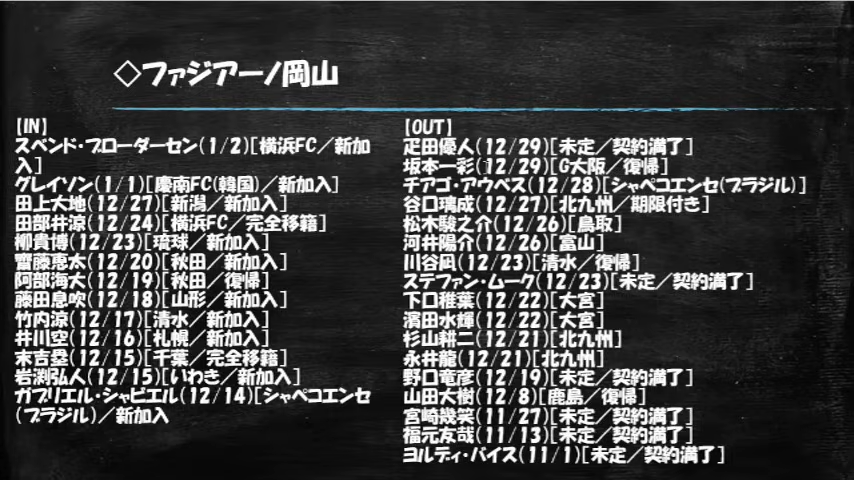 ◇ファジアーノ岡山
【IN】
スベンド・ブローダーセン(1/2)[横浜FC／新加
入]
グレイソン(1/1)[慶南FC(韓国)／新加入]
田上大地(12/27)[新潟／新加入]
田部井涼(12/24)[横浜FC／完全移籍]
柳貴博(12/23)[琉球／新加入]
齋藤恵太(12/20)[秋田／新加入]
阿部海大(12/19)[秋田／復帰]
藤田息吹(12/18)[山形／新加入]
竹内涼(12/17)[清水／新加入]
井川空(12/16)[札幌／新加入]
末吉塁(12/15)[千葉／完全移籍]
岩渕弘人(12/15)[いわき／新加入]
ガブリエル・シャビエル(12/14)[シャペコエンセ
(ブラジル)／新加入
【OUT】
疋田優人(12/29)[未定／契約満了]
坂本一彩(12/29)[G大阪／復帰]
チアゴ・アウベス(12/28)[シャペコエンセ(ブラジル)]
谷口璃成(12/27)[北九州／期限付き]
松木駿之介(12/26)[鳥取]
河井陽介(12/26)[富山]
川谷凪(12/23)[清水／復帰]
ステファン・ムーク(12/23)[未定／契約満了]
下口稚葉(12/22)[大宮]
濱田水輝(12/22)[大宮]
杉山耕二(12/21)[北九州]
永井龍(12/21)[北九州]
野口竜彦(12/19)[未定／契約満了]
山田大樹(12/8)[鹿島／復帰]
宮崎幾笑(11/27)[未定／契約満了]
福元友哉(11/13)[未定／契約満了]
ヨルディ・バイス(11/1)[未定／契約満了]